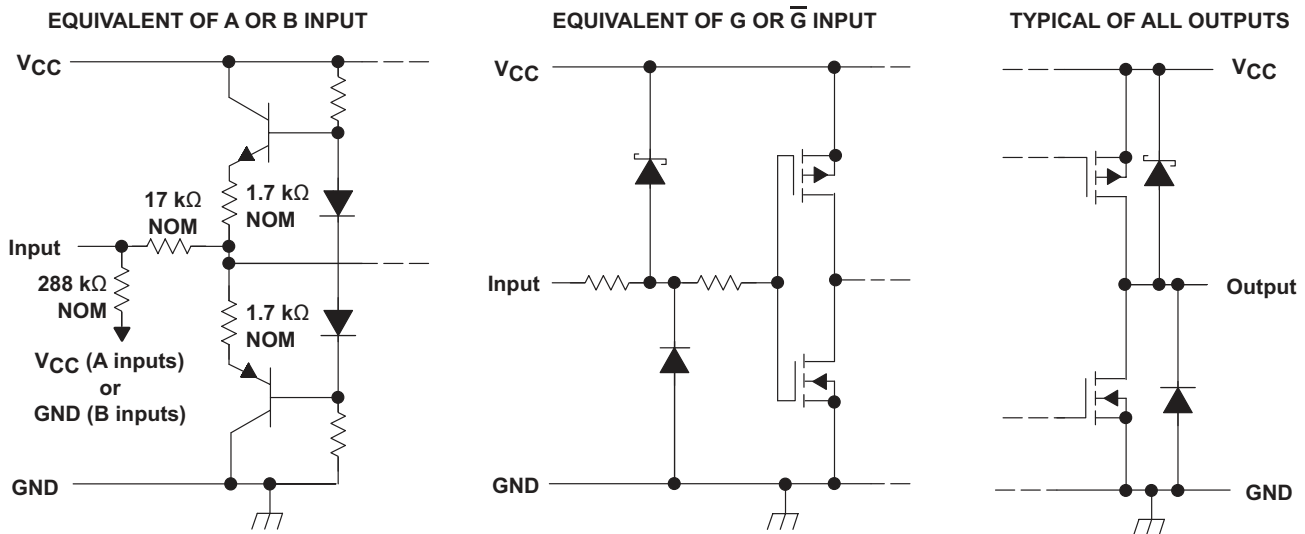 EQUIVALENT OF A OR B INPUT
VCC
17 kΩ
NOM
1.7 kΩ
NOM
Input
288 kΩ
NOM
1.7 kΩ
NOM
VCC (A inputs)
or
GND (B inputs)
GND
EQUIVALENT OF G OR G̅ INPUT
VCC
Input
GND
TYPICAL OF ALL OUTPUTS
VCC
Output
GND